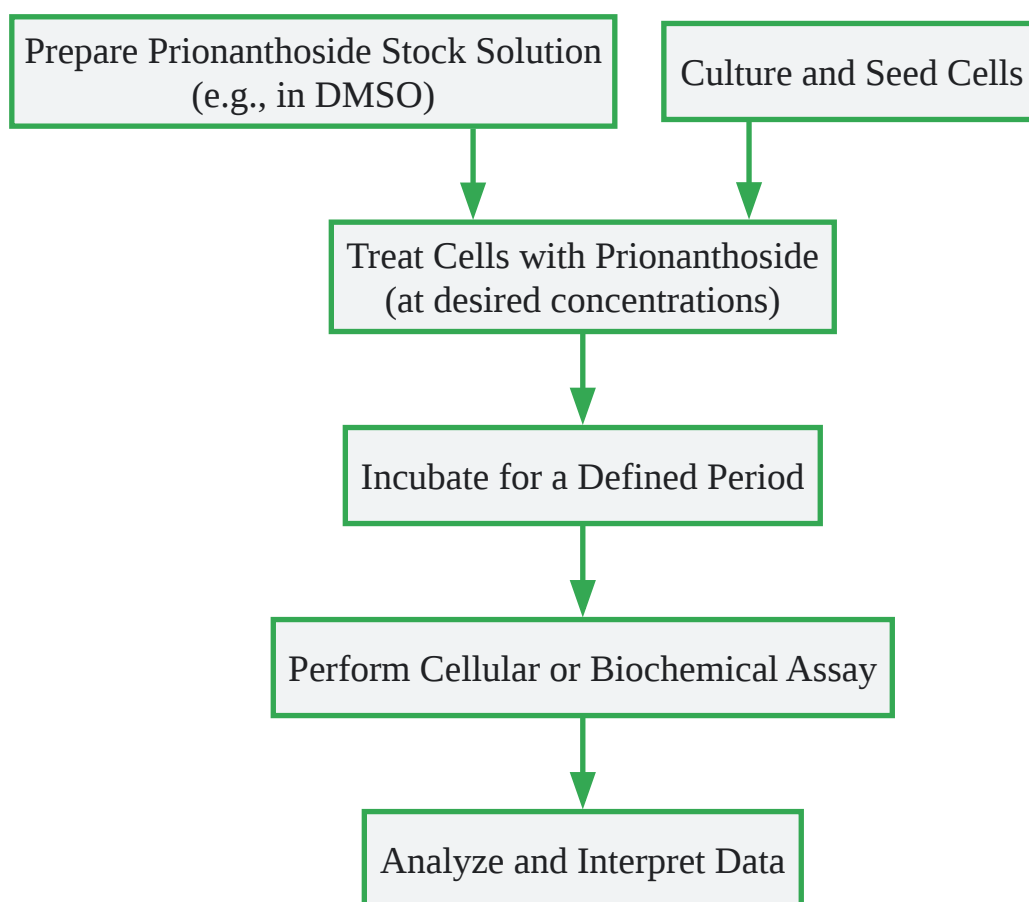 Prepare Prionanthoside Stock Solution
(e.g., in DMSO)
Culture and Seed Cells
Treat Cells with Prionanthoside
(at desired concentrations)
Incubate for a Defined Period
Perform Cellular or Biochemical Assay
Analyze and Interpret Data